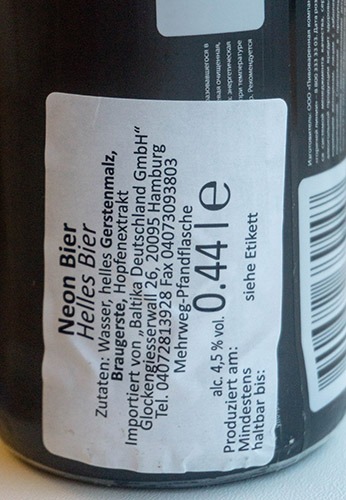 Neon Bier
Helles Bier
Zutaten: Wasser, helles Gerstenmalz,
Braugerste, Hopfenextrakt
Importiert von „Baltika Deutschland GmbH“
Glockengiesserwall 26, 20095 Hamburg
Tel. 04072813928 Fax 04073093803
Mehrweg-Pfandflasche
alc. 4,5 % vol. 0.44 l e
Produziert am:
Mindestens siehe Etikett
haltbar bis: